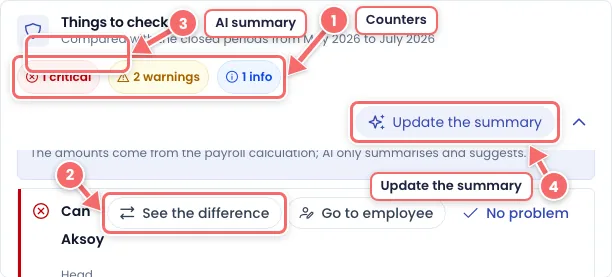 Things to check
3
AI summary
1
Counters
Compared with the closed periods from May 2026 to July 2026
1 critical
2 warnings
1 info
Update the summary
The amounts come from the payroll calculation; AI only summarises and suggests.
2
Update the summary
4
Can
Aksoy
See the difference
Go to employee
No problem
Head